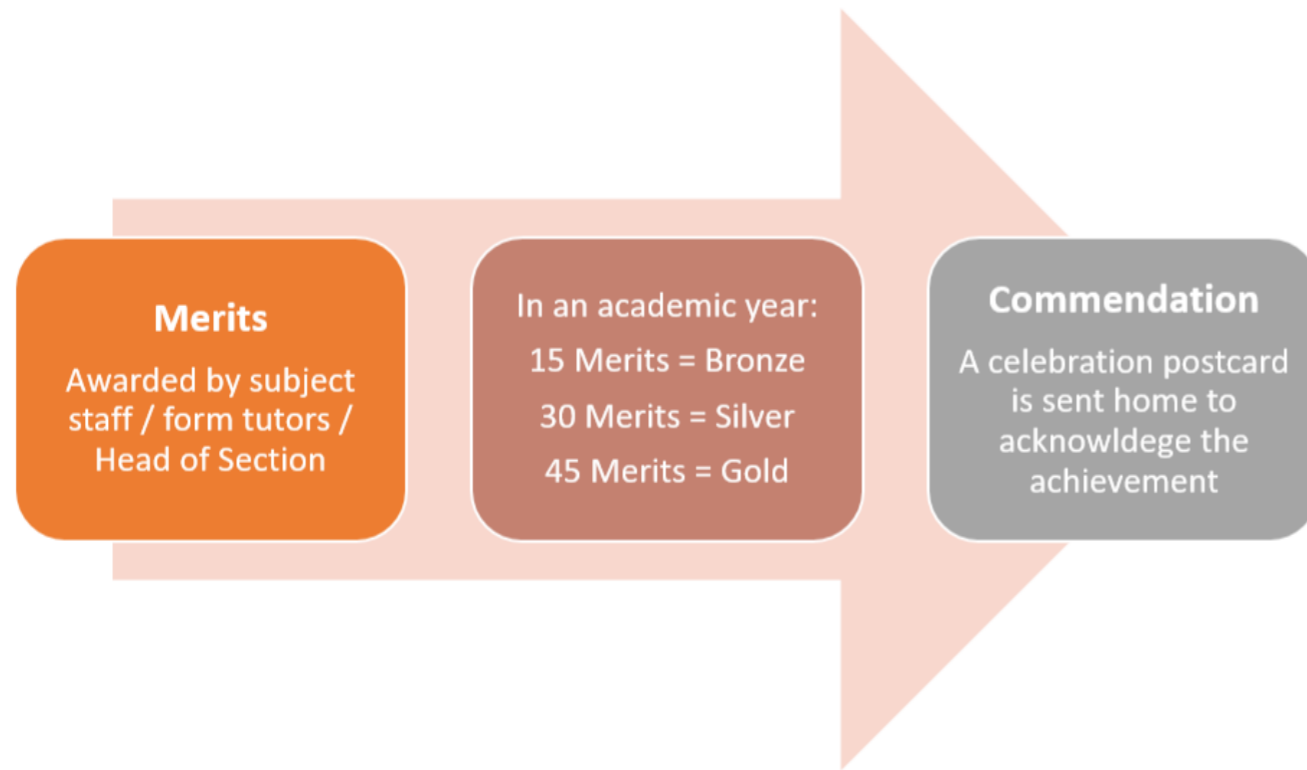 Merits
Awarded by subject
staff / form tutors /
Head of Section
In an academic year:
15 Merits = Bronze
30 Merits = Silver
45 Merits = Gold
Commendation
A celebration postcard
is sent home to
acknowldege the
achievement